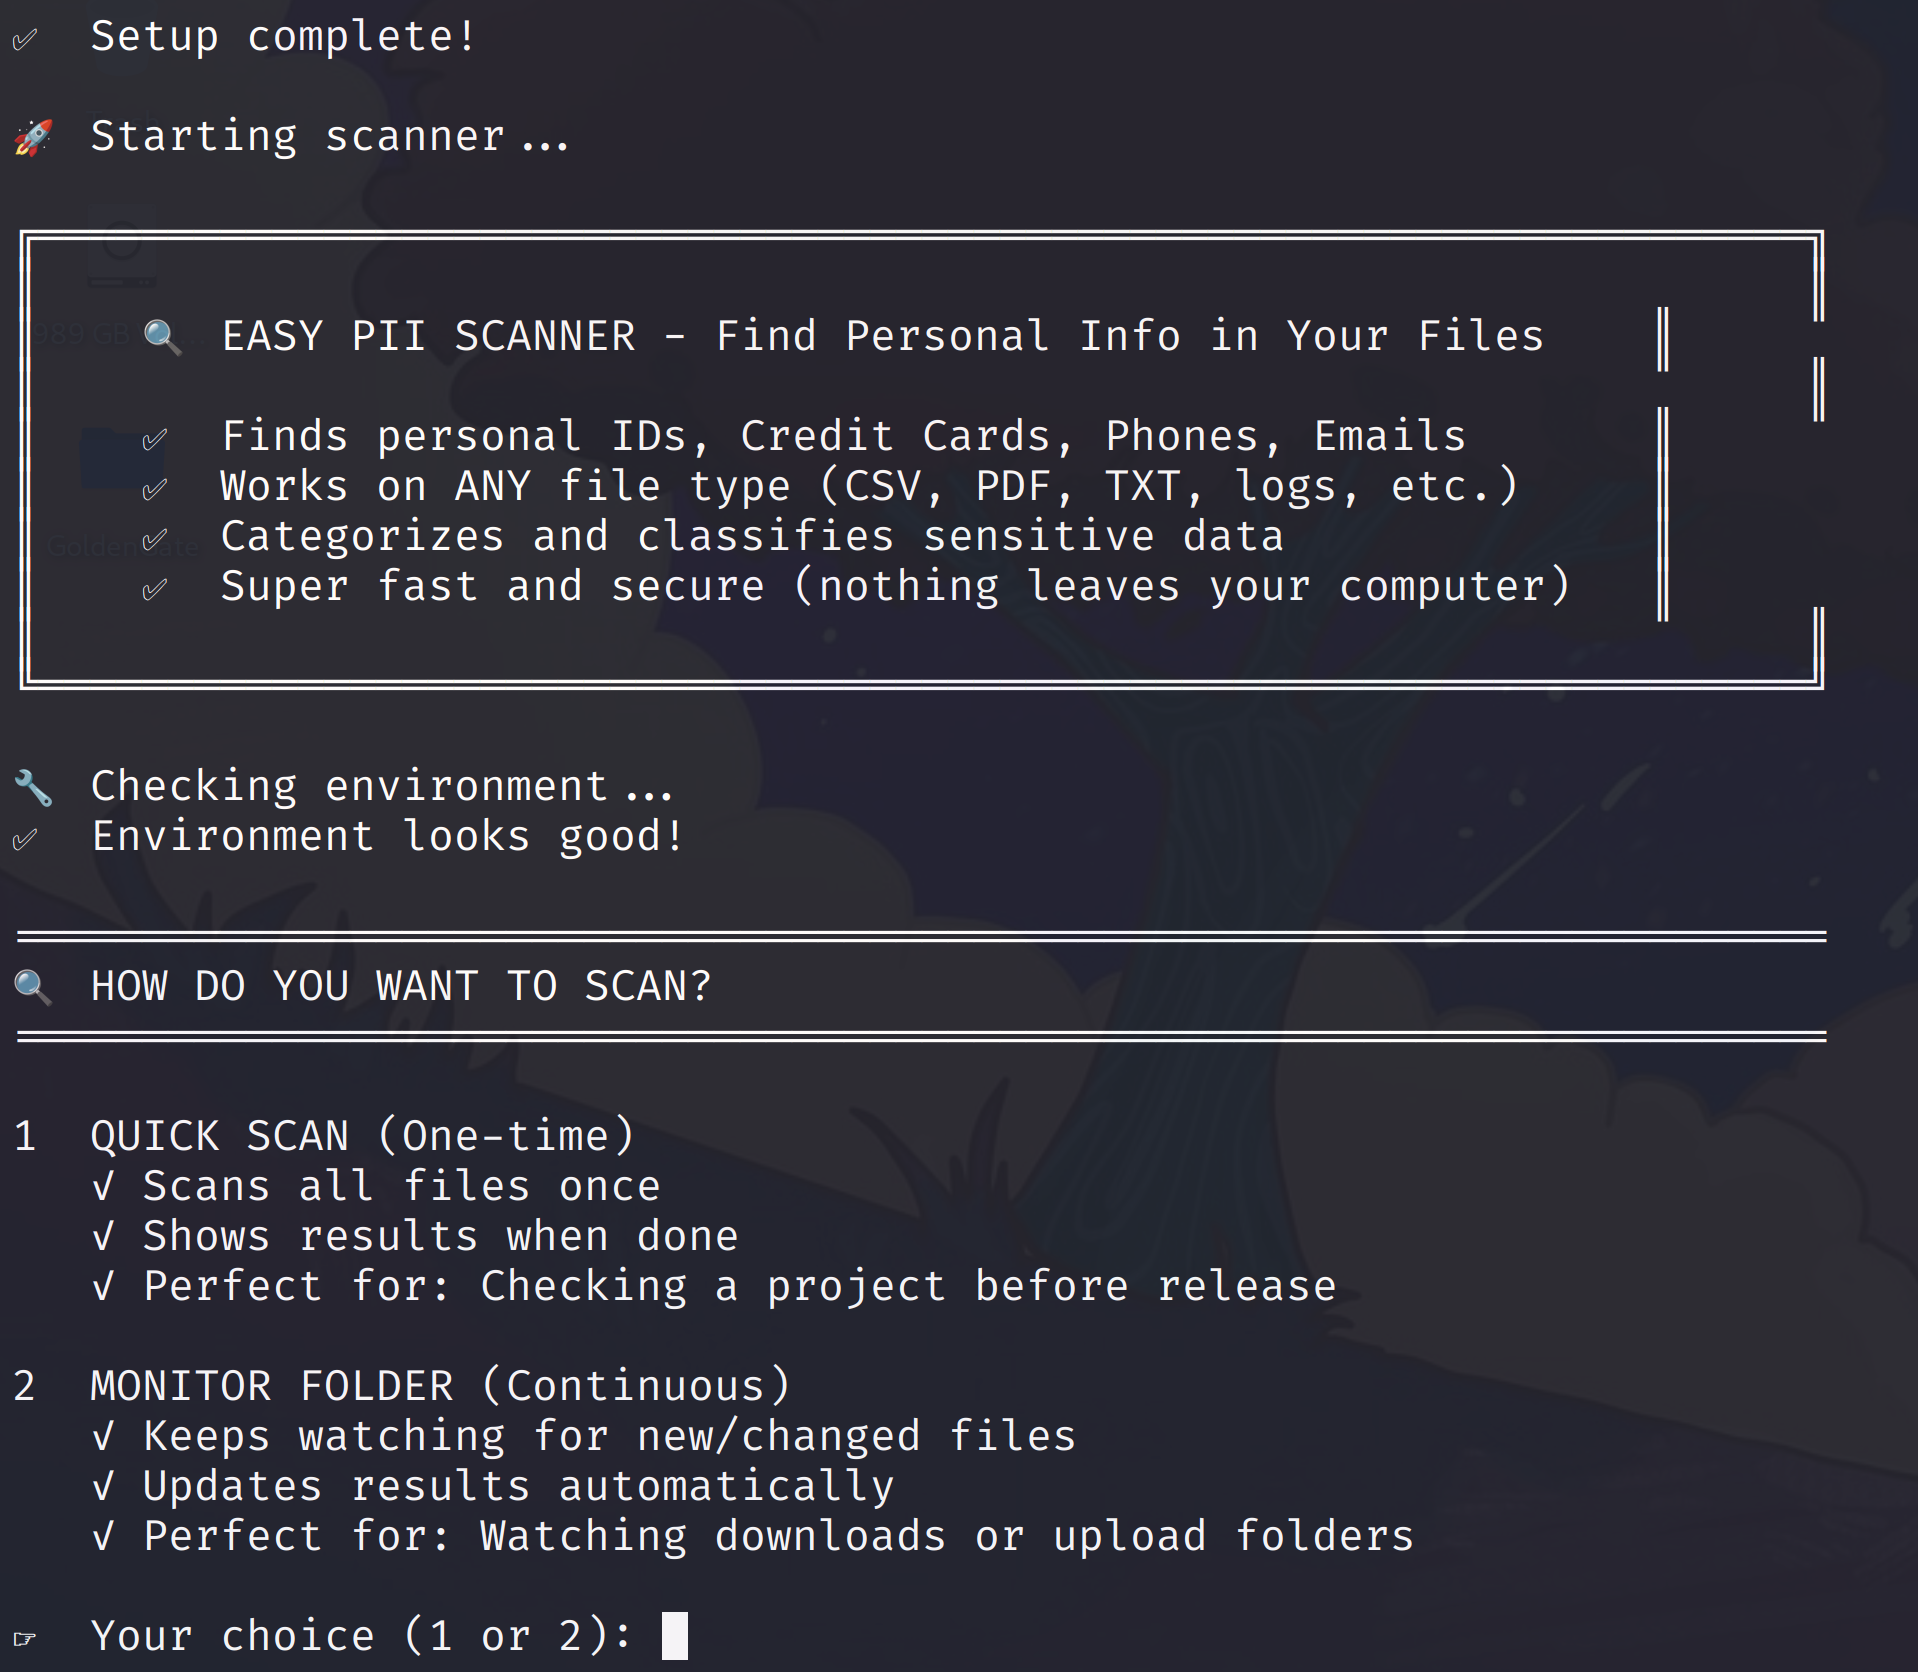 ✅ Setup complete!
🚀 Starting scanner...
989 GB
🔍 EASY PII SCANNER - Find Personal Info in Your Files
✅ Finds personal IDs, Credit Cards, Phones, Emails
✅ Works on ANY file type (CSV, PDF, TXT, logs, etc.)
✅ Categorizes and classifies sensitive data
GoldenGate
✅ Super fast and secure (nothing leaves your computer)
🔧 Checking environment...
✅ Environment looks good!
🔍 HOW DO YOU WANT TO SCAN?
1 QUICK SCAN (One-time)
✓ Scans all files once
✓ Shows results when done
✓ Perfect for: Checking a project before release
2 MONITOR FOLDER (Continuous)
✓ Keeps watching for new/changed files
✓ Updates results automatically
✓ Perfect for: Watching downloads or upload folders
☞ Your choice (1 or 2):